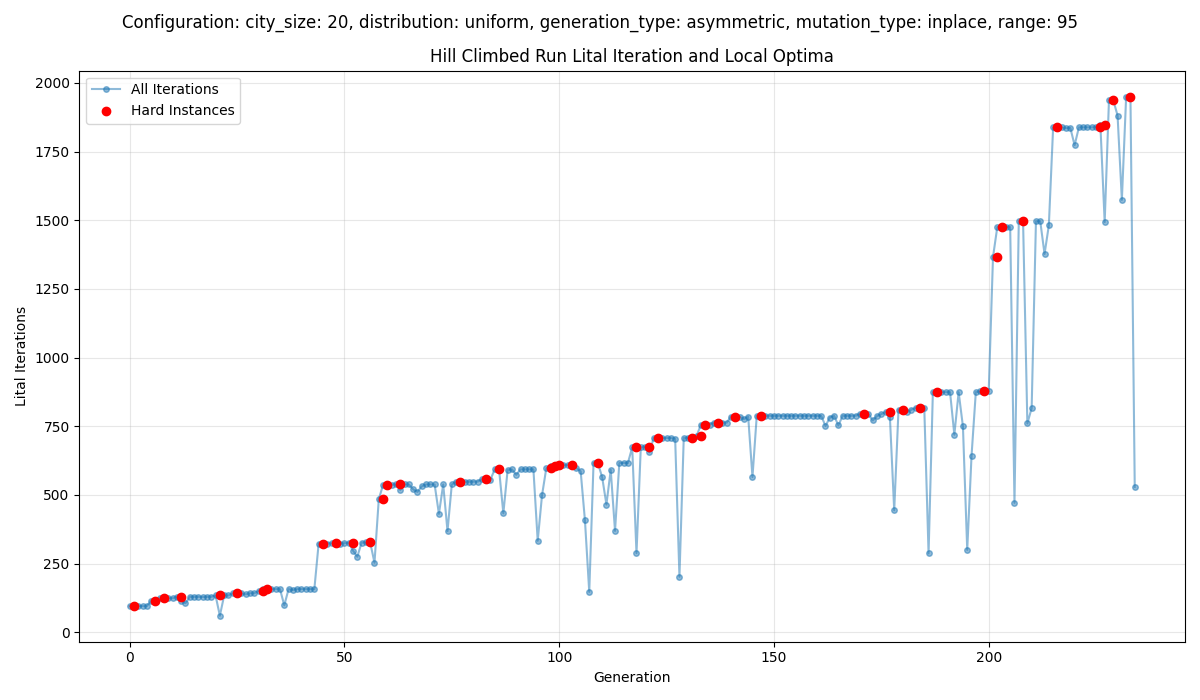 Configuration: city_size: 20, distribution: uniform, generation_type: asymmetric, mutation_type: inplace, range: 95
Hill Climbed Run Lital Iteration and Local Optima
All Iterations
Hard Instances
2000
1750
1500
1250
1000
750
500
250
0
Lital Iterations
0 50 100 150 200
Generation